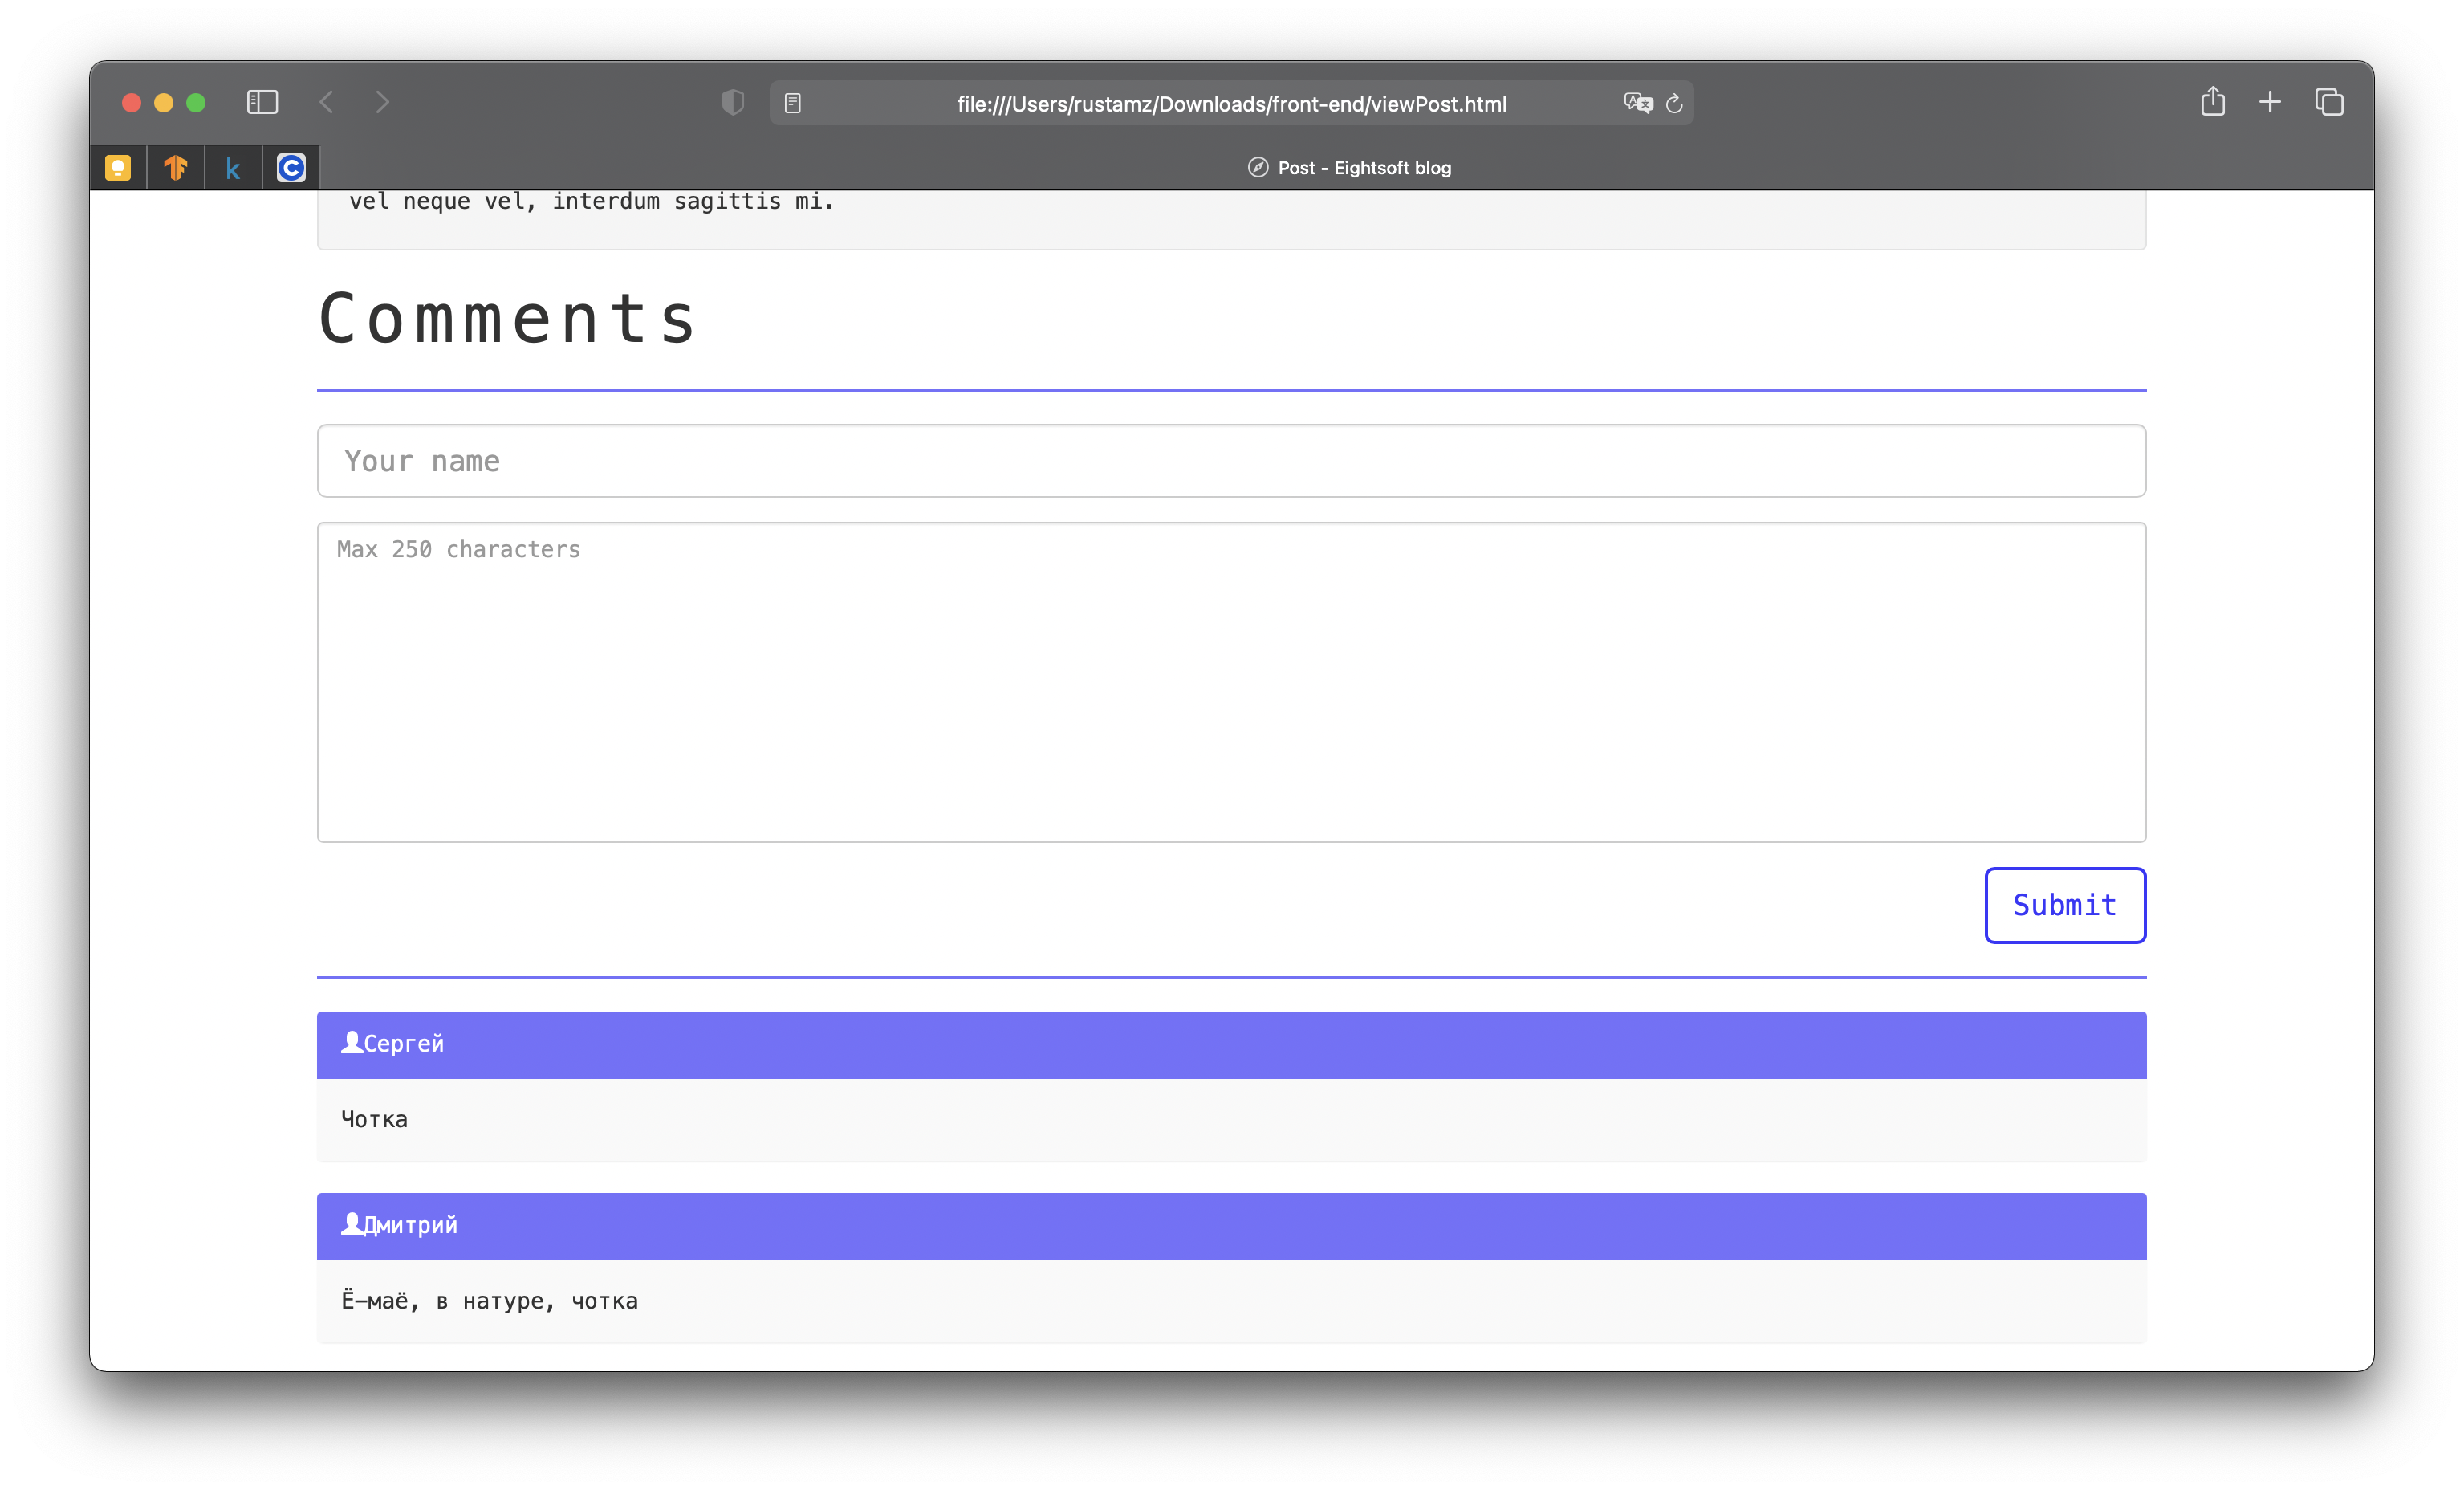 file:///Users/rustamz/Downloads/front-end/viewPost.html
Post - Eightsoft blog
vel neque vel, interdum sagittis mi.
Comments
Your name
Max 250 characters
Submit
Сергей
Чотка
Дмитрий
Ё-маё, в натуре, чотка